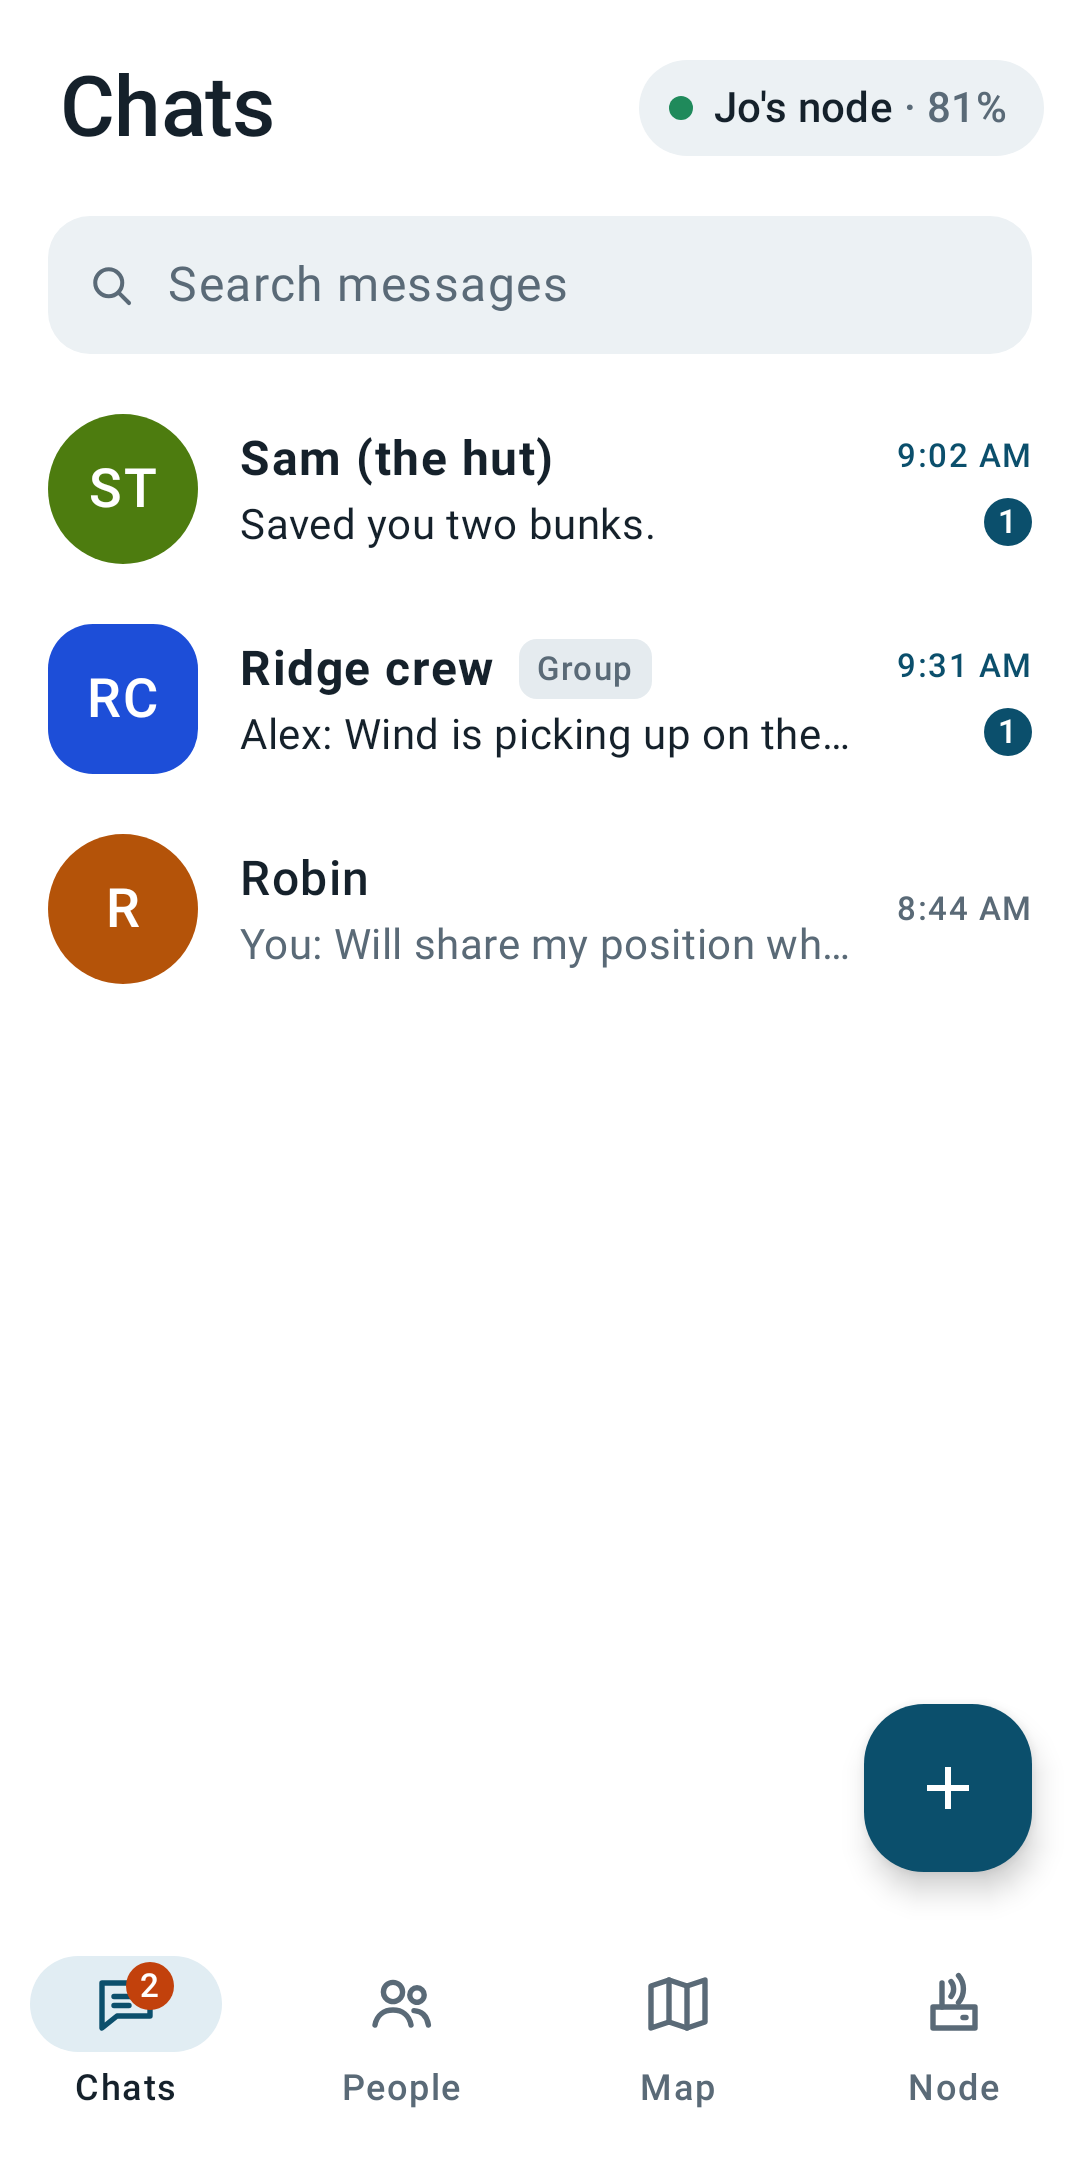 Chats
Jo's node · 81%
Search messages
ST
Sam (the hut)
9:02 AM
Saved you two bunks.
1
RC
Ridge crew
Group
9:31 AM
Alex: Wind is picking up on the…
1
R
Robin
8:44 AM
You: Will share my position wh…
2
Chats
People
Map
Node